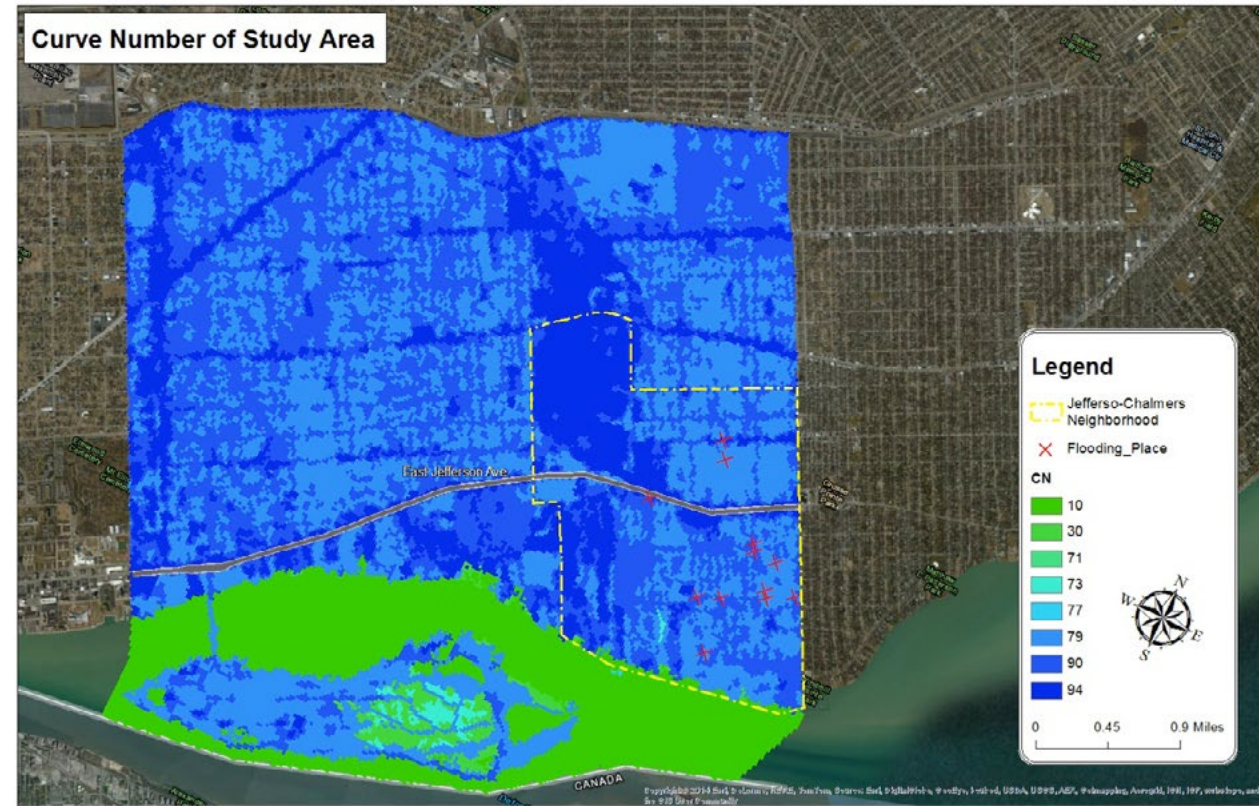 Curve Number of Study Area
East Jefferson Ave
CANADA
Legend
Jefferso-Chalmers
Neighborhood
Flooding_Place
CN
10
30
71
73
77
79
90
94
N
W
E
S
0 0.45 0.9 Miles